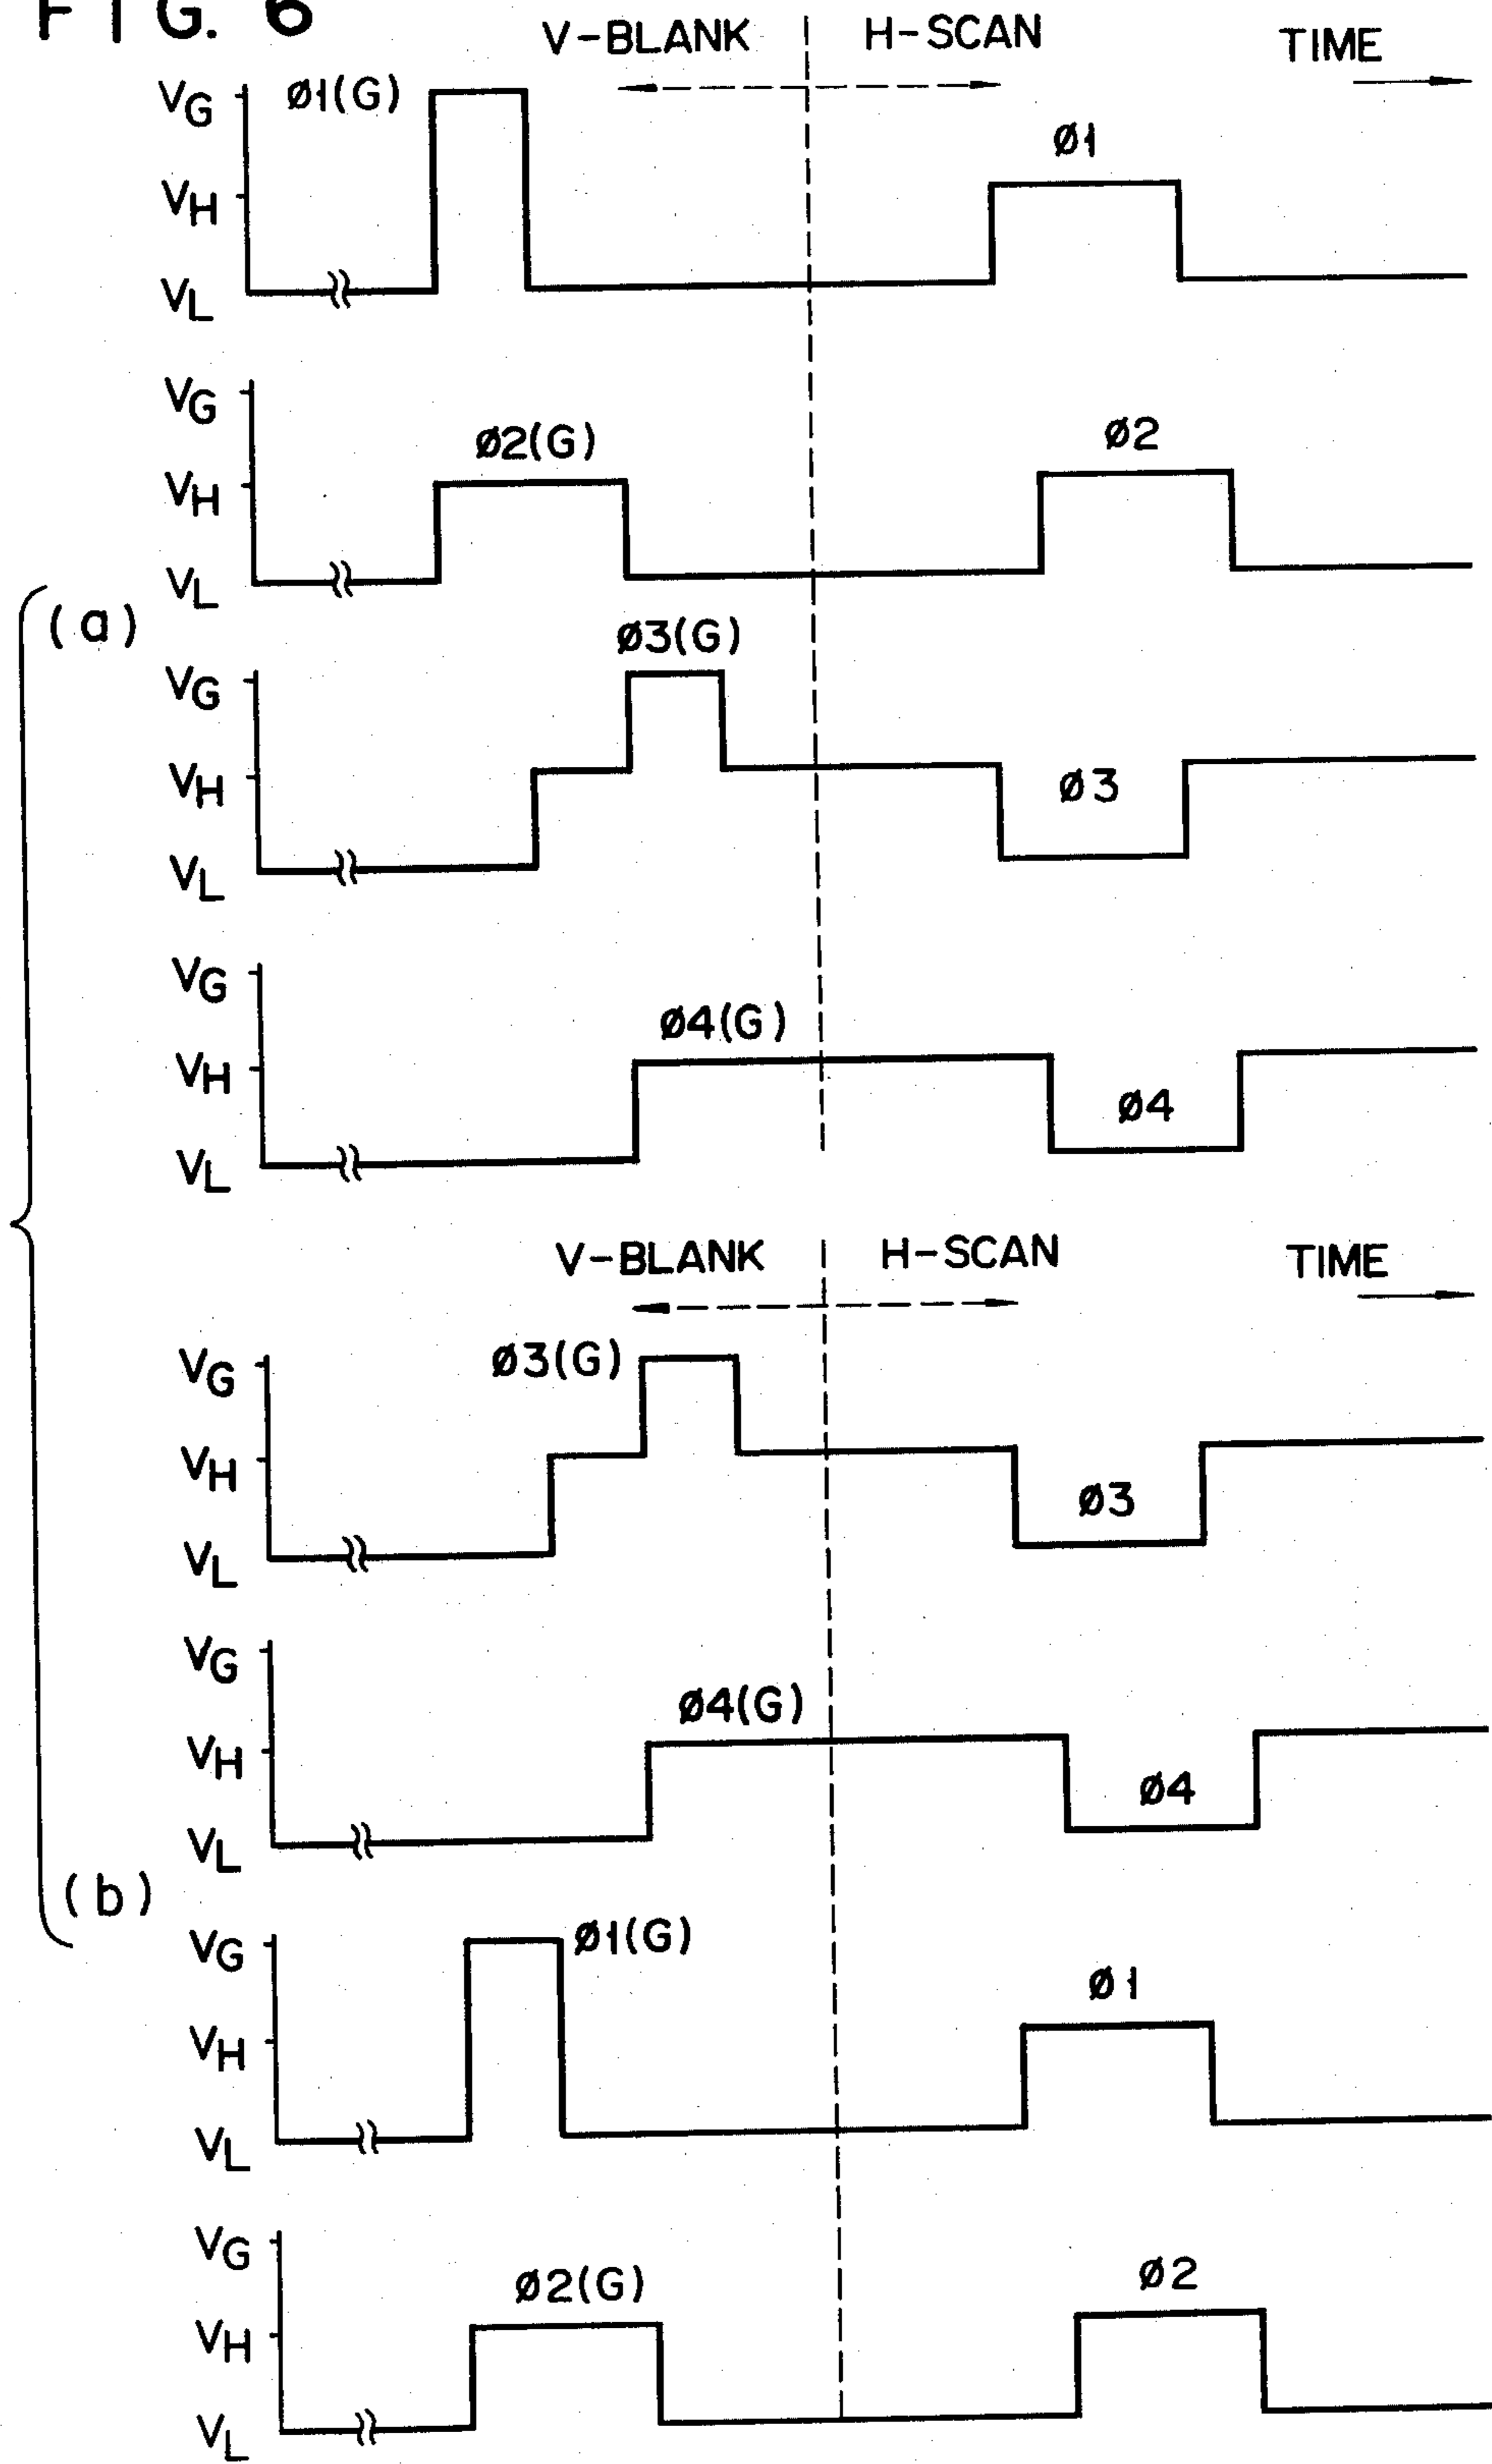 FIG. 6
V-BLANK H-SCAN TIME
VG ø1(G)
ø1
VH
VL
VG
ø2(G) ø2
VH
VL
(a)
ø3(G)
VG
VH ø3
VL
VG
ø4(G)
VH
ø4
VL
V-BLANK H-SCAN TIME
VG ø3(G)
VH
ø3
VL
VG
ø4(G)
VH
ø4
VL
(b)
VG ø1(G)
ø1
VH
VL
VG
ø2(G) ø2
VH
VL